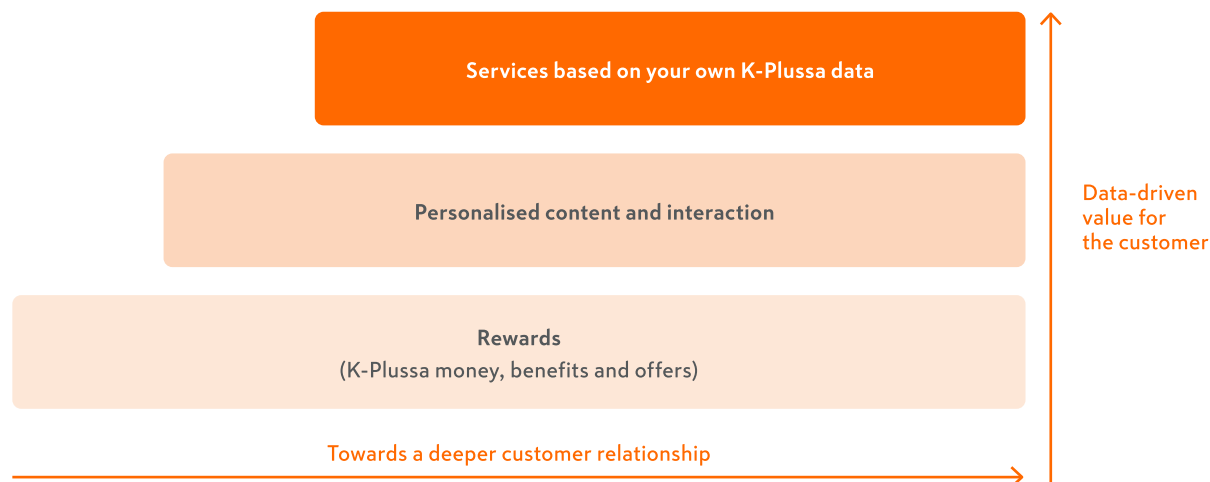 Services based on your own K-Plussa data
Personalised content and interaction
Data-driven
value for
the customer
Rewards
(K-Plussa money, benefits and offers)
Towards a deeper customer relationship